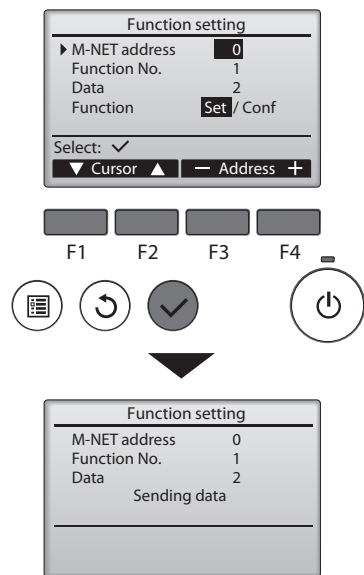 Function setting
M-NET address 0
Function No. 1
Data 2
Function Set / Conf
Select: ✓
▼ Cursor ▲ − Address +
F1 F2 F3 F4
Function setting
M-NET address 0
Function No. 1
Data 2
Sending data